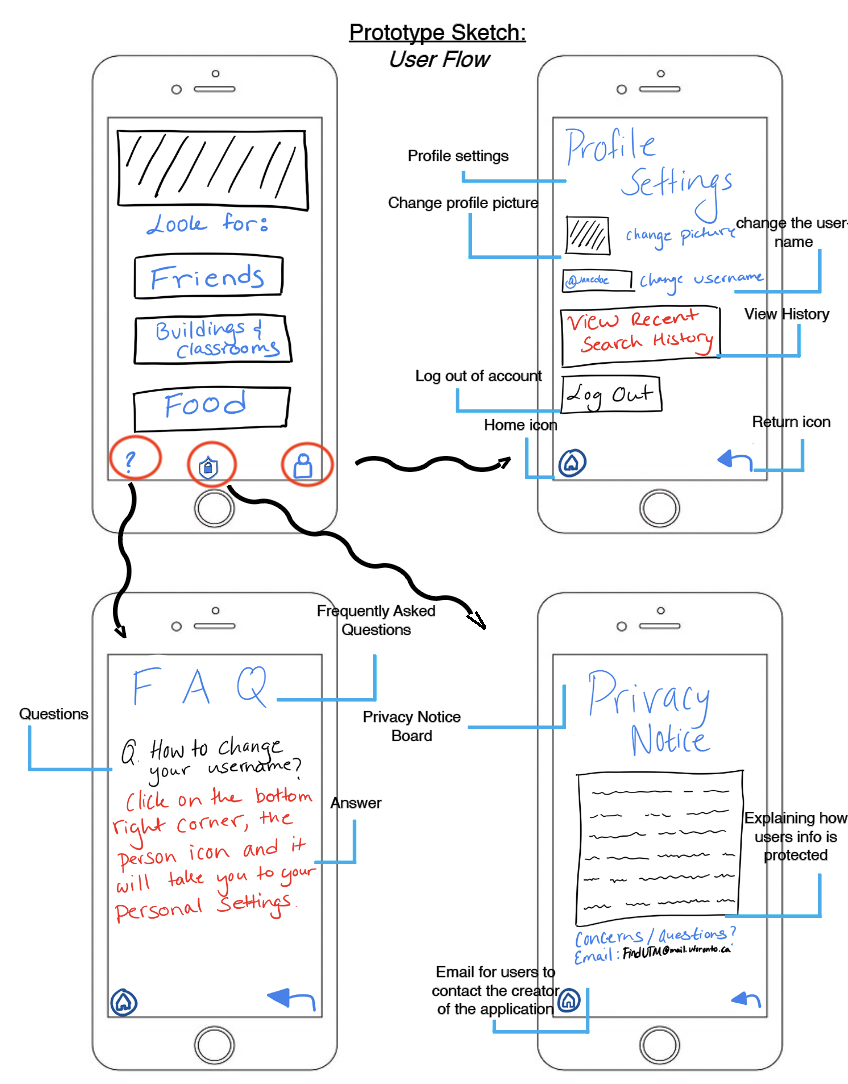 Prototype Sketch:
User Flow
Look for:
Friends
Buildings &
Classrooms
Food
?
Profile settings
Change profile picture
Profile
Settings
change picture
change the user-
name
@janedoe
change username
View Recent
Search History
View History
Log out of account
Log Out
Home icon
Return icon
Frequently Asked
Questions
F A Q
Questions
Q. How to change
your username?
Click on the bottom
right corner, the
person icon and it
will take you to your
Personal Settings.
Answer
Privacy Notice
Board
Privacy
Notice
Explaining how
users info is
protected
Concerns/Questions?
Email: FindUTM@mail.utoronto.ca
Email for users to
contact the creator
of the application